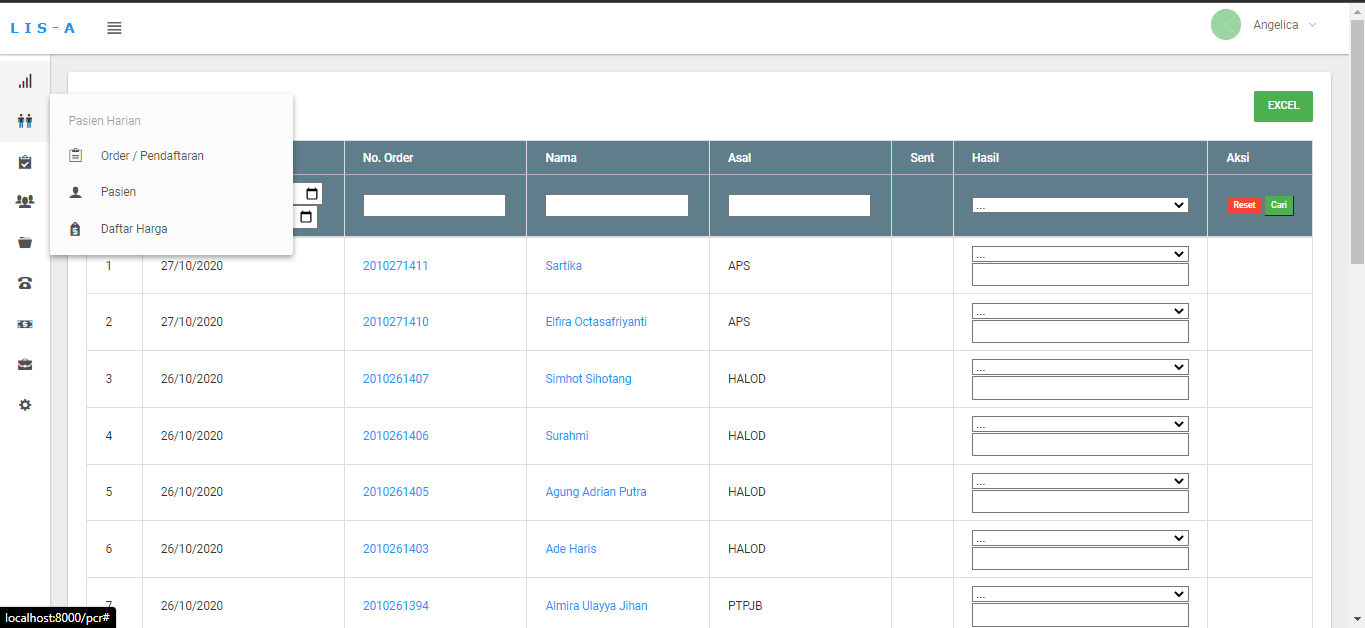 LIS-A
Angelica
EXCEL
Pasien Harian
Order / Pendaftaran
Pasien
Daftar Harga
No. Order Nama Asal Sent Hasil Aksi
... Reset Cari
1 27/10/2020 2010271411 Sartika APS ...
2 27/10/2020 2010271410 Elfira Octasafriyanti APS ...
3 26/10/2020 2010261407 Simhot Sihotang HALOD ...
4 26/10/2020 2010261406 Surahmi HALOD ...
5 26/10/2020 2010261405 Agung Adrian Putra HALOD ...
6 26/10/2020 2010261403 Ade Haris HALOD ...
7 26/10/2020 2010261394 Almira Ulayya Jihan PTPJB ...
localhost:8000/pcr#